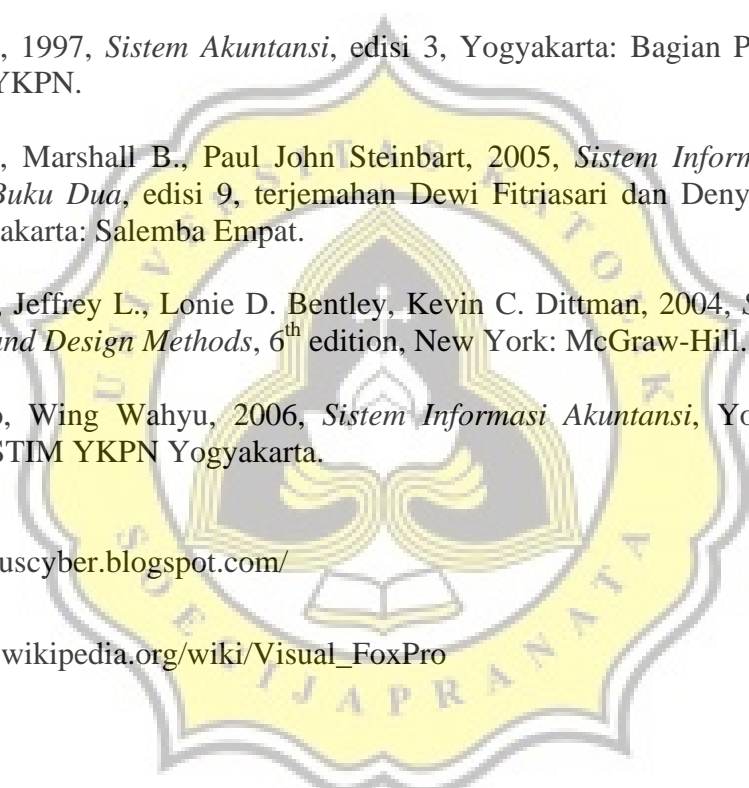 , 1997, Sistem Akuntansi, edisi 3, Yogyakarta: Bagian P
YKPN.
, Marshall B., Paul John Steinbart, 2005, Sistem Inform
Buku Dua, edisi 9, terjemahan Dewi Fitriasari dan Deny
akarta: Salemba Empat.
, Jeffrey L., Lonie D. Bentley, Kevin C. Dittman, 2004, S
and Design Methods, 6th edition, New York: McGraw-Hill.
o, Wing Wahyu, 2006, Sistem Informasi Akuntansi, Yo
STIM YKPN Yogyakarta.
uscyber.blogspot.com/
wikipedia.org/wiki/Visual_FoxPro
UNIVERSITAS KATOLIK
SOEGIJAPRANATA